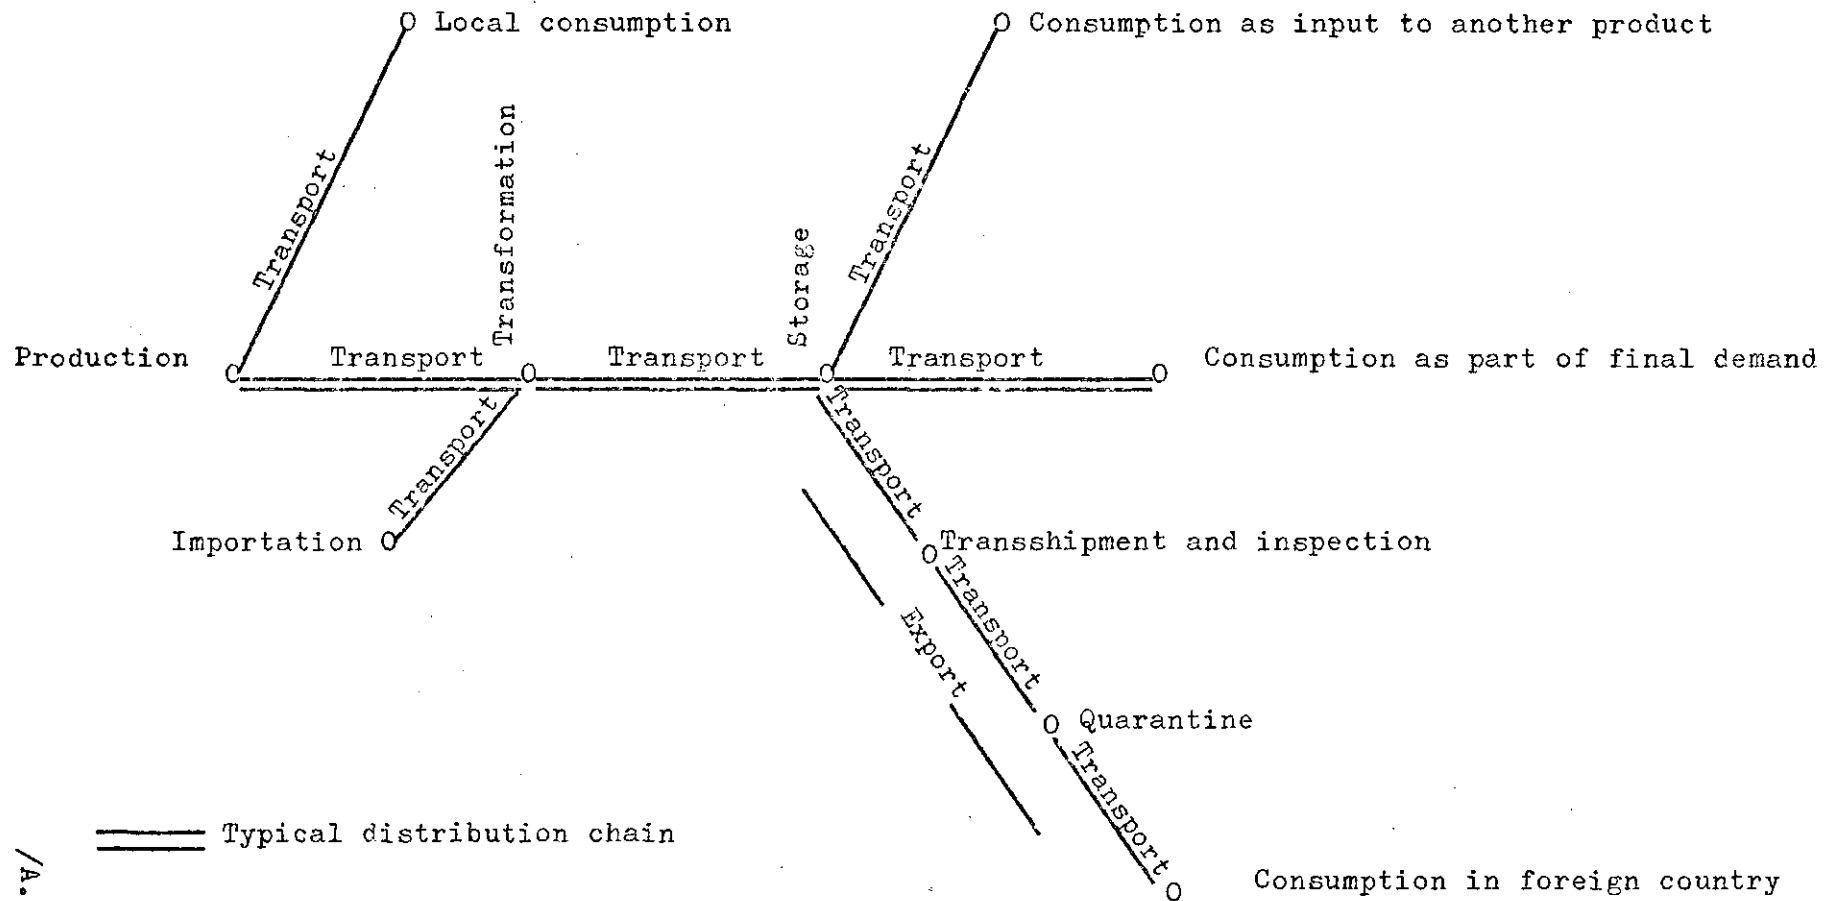 Local consumption
Consumption as input to another product
Transport
Transformation
Transport
Storage
Production
Transport
Transport
Transport
Consumption as part of final demand
Transport
Transport
Importation
Transshipment and inspection
Transport
Export
Quarantine
Transport
Typical distribution chain
/A.
Consumption in foreign country